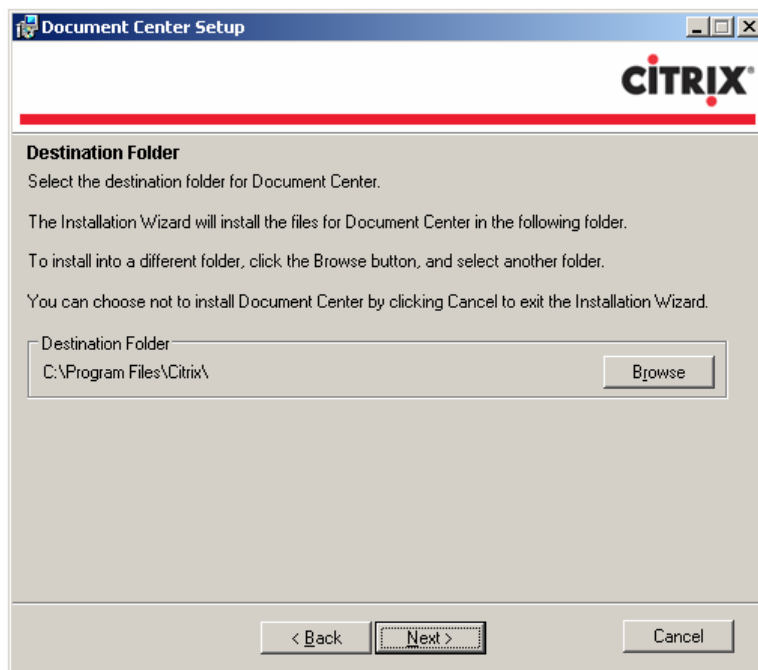 Document Center Setup
CITRIX®
Destination Folder
Select the destination folder for Document Center.
The Installation Wizard will install the files for Document Center in the following folder.
To install into a different folder, click the Browse button, and select another folder.
You can choose not to install Document Center by clicking Cancel to exit the Installation Wizard.
Destination Folder
C:\Program Files\Citrix\
Browse
< Back
Next >
Cancel